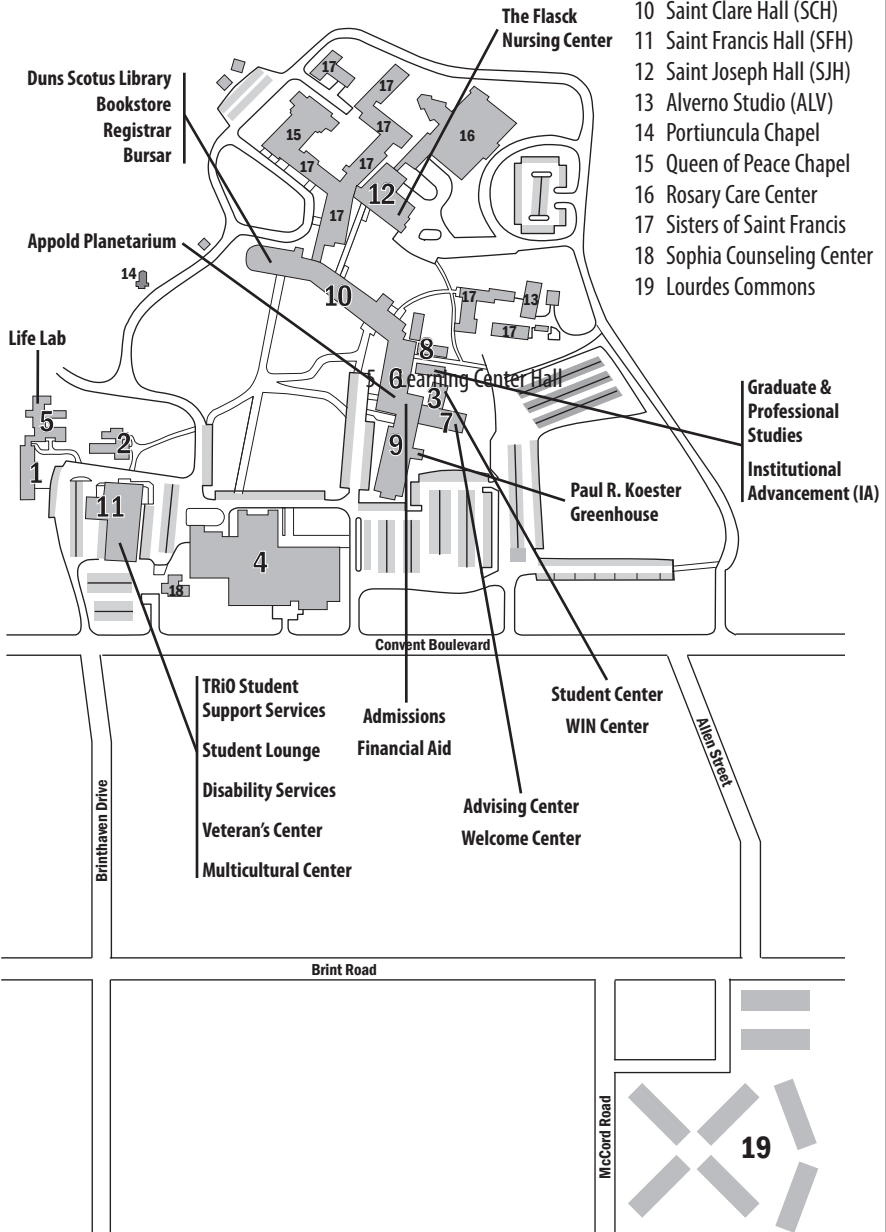 The Flasck
Nursing Center
10 Saint Clare Hall (SCH)
11 Saint Francis Hall (SFH)
12 Saint Joseph Hall (SJH)
13 Alverno Studio (ALV)
14 Portiuncula Chapel
15 Queen of Peace Chapel
16 Rosary Care Center
17 Sisters of Saint Francis
18 Sophia Counseling Center
19 Lourdes Commons
Duns Scotus Library
Bookstore
Registrar
Bursar
17
17
17
15
16
17
17
12
17
Appold Planetarium
14
10
17
13
17
Life Lab
8
6
5 Learning Center Hall
3
7
5
2
9
1
11
4
18
Graduate &
Professional
Studies
Institutional
Advancement (IA)
Paul R. Koester
Greenhouse
Convent Boulevard
TRiO Student
Support Services
Student Lounge
Disability Services
Veteran's Center
Multicultural Center
Admissions
Financial Aid
Student Center
WIN Center
Advising Center
Welcome Center
Allen Street
Brinthaven Drive
Brint Road
McCord Road
19